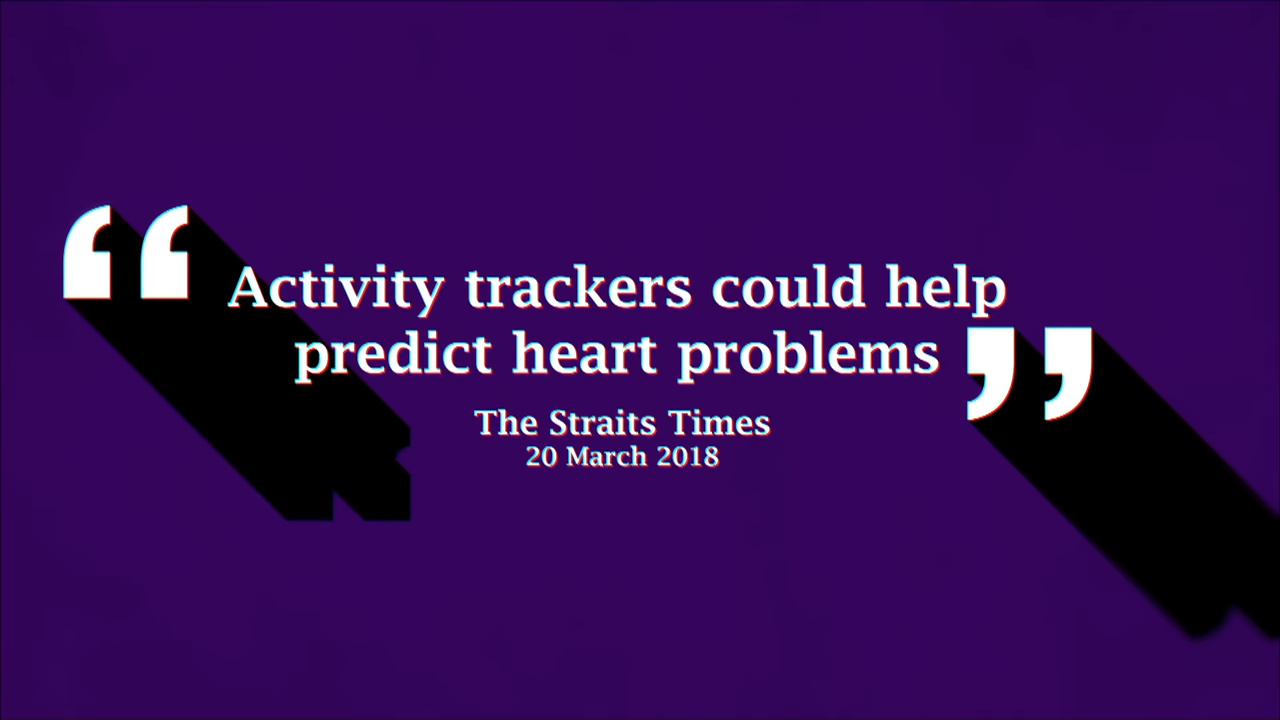 “Activity trackers could help
predict heart problems”
The Straits Times
20 March 2018